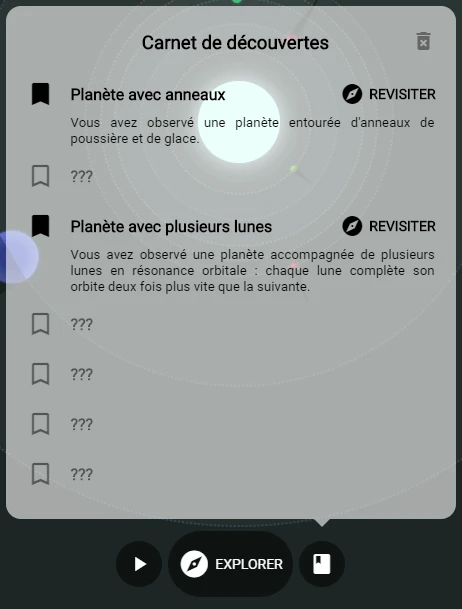 Carnet de découvertes
Planète avec anneaux
REVISITER
Vous avez observé une planète entourée d'anneaux de
poussière et de glace.
???
Planète avec plusieurs lunes
REVISITER
Vous avez observé une planète accompagnée de plusieurs
lunes en résonance orbitale : chaque lune complète son
orbite deux fois plus vite que la suivante.
???
???
???
???
EXPLORER